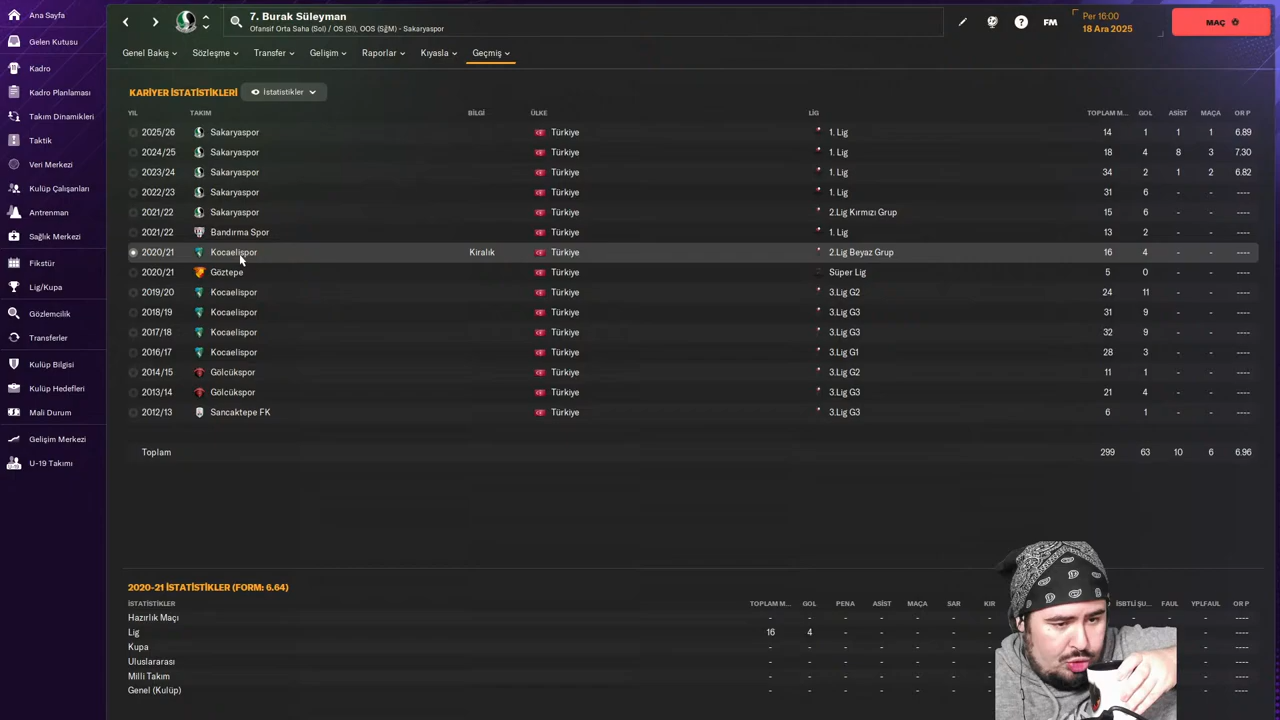 Ana Sayfa
Gelen Kutusu
Kadro
Kadro Planlaması
Takım Dinamikleri
Taktik
Veri Merkezi
Kulüp Çalışanları
Antrenman
Sağlık Merkezi
Fikstür
Lig/Kupa
Gözlemcilik
Transferler
Kulüp Bilgisi
Kulüp Hedefleri
Mali Durum
Gelişim Merkezi
U-19 Takımı
7. Burak Süleyman
Ofansif Orta Saha (Sol) / OS (Sl), OOS (SğM) - Sakaryaspor
FM
Per 16:00
18 Ara 2025
MAÇ
Genel Bakış Sözleşme Transfer Gelişim Raporlar Kıyasla Geçmiş
KARİYER İSTATİSTİKLERİ İstatistikler
YIL TAKIM BİLGİ ÜLKE LİG TOPLAM M... GOL ASİST MAÇA OR P
2025/26 Sakaryaspor Türkiye 1. Lig 14 1 1 1 6.89
2024/25 Sakaryaspor Türkiye 1. Lig 18 4 8 3 7.30
2023/24 Sakaryaspor Türkiye 1. Lig 34 2 1 2 6.82
2022/23 Sakaryaspor Türkiye 1. Lig 31 6 - - ----
2021/22 Sakaryaspor Türkiye 2.Lig Kırmızı Grup 15 6 - - ----
2021/22 Bandırma Spor Türkiye 1. Lig 13 2 - - ----
2020/21 Kocaelispor Kiralık Türkiye 2.Lig Beyaz Grup 16 4 - - ----
2020/21 Göztepe Türkiye Süper Lig 5 0 - - ----
2019/20 Kocaelispor Türkiye 3.Lig G2 24 11 - - ----
2018/19 Kocaelispor Türkiye 3.Lig G3 31 9 - - ----
2017/18 Kocaelispor Türkiye 3.Lig G3 32 9 - - ----
2016/17 Kocaelispor Türkiye 3.Lig G1 28 3 - - ----
2014/15 Gölcükspor Türkiye 3.Lig G2 11 1 - - ----
2013/14 Gölcükspor Türkiye 3.Lig G3 21 4 - - ----
2012/13 Sancaktepe FK Türkiye 3.Lig G3 6 1 - - ----
Toplam 299 63 10 6 6.96
2020-21 İSTATİSTİKLER (FORM: 6.64)
İSTATİSTİKLER TOPLAM M... GOL PENA ASİST MAÇA SAR KIR İSBTLİ ŞU... FAUL YPLFAUL OR P
Hazırlık Maçı - - - - - - - - - - ----
Lig 16 4 - - - - - - - - ----
Kupa - - - - - - - - - - ----
Uluslararası - - - - - - - - - - ----
Milli Takım - - - - - - - - - - ----
Genel (Kulüp) - - - - - - - - - - ----